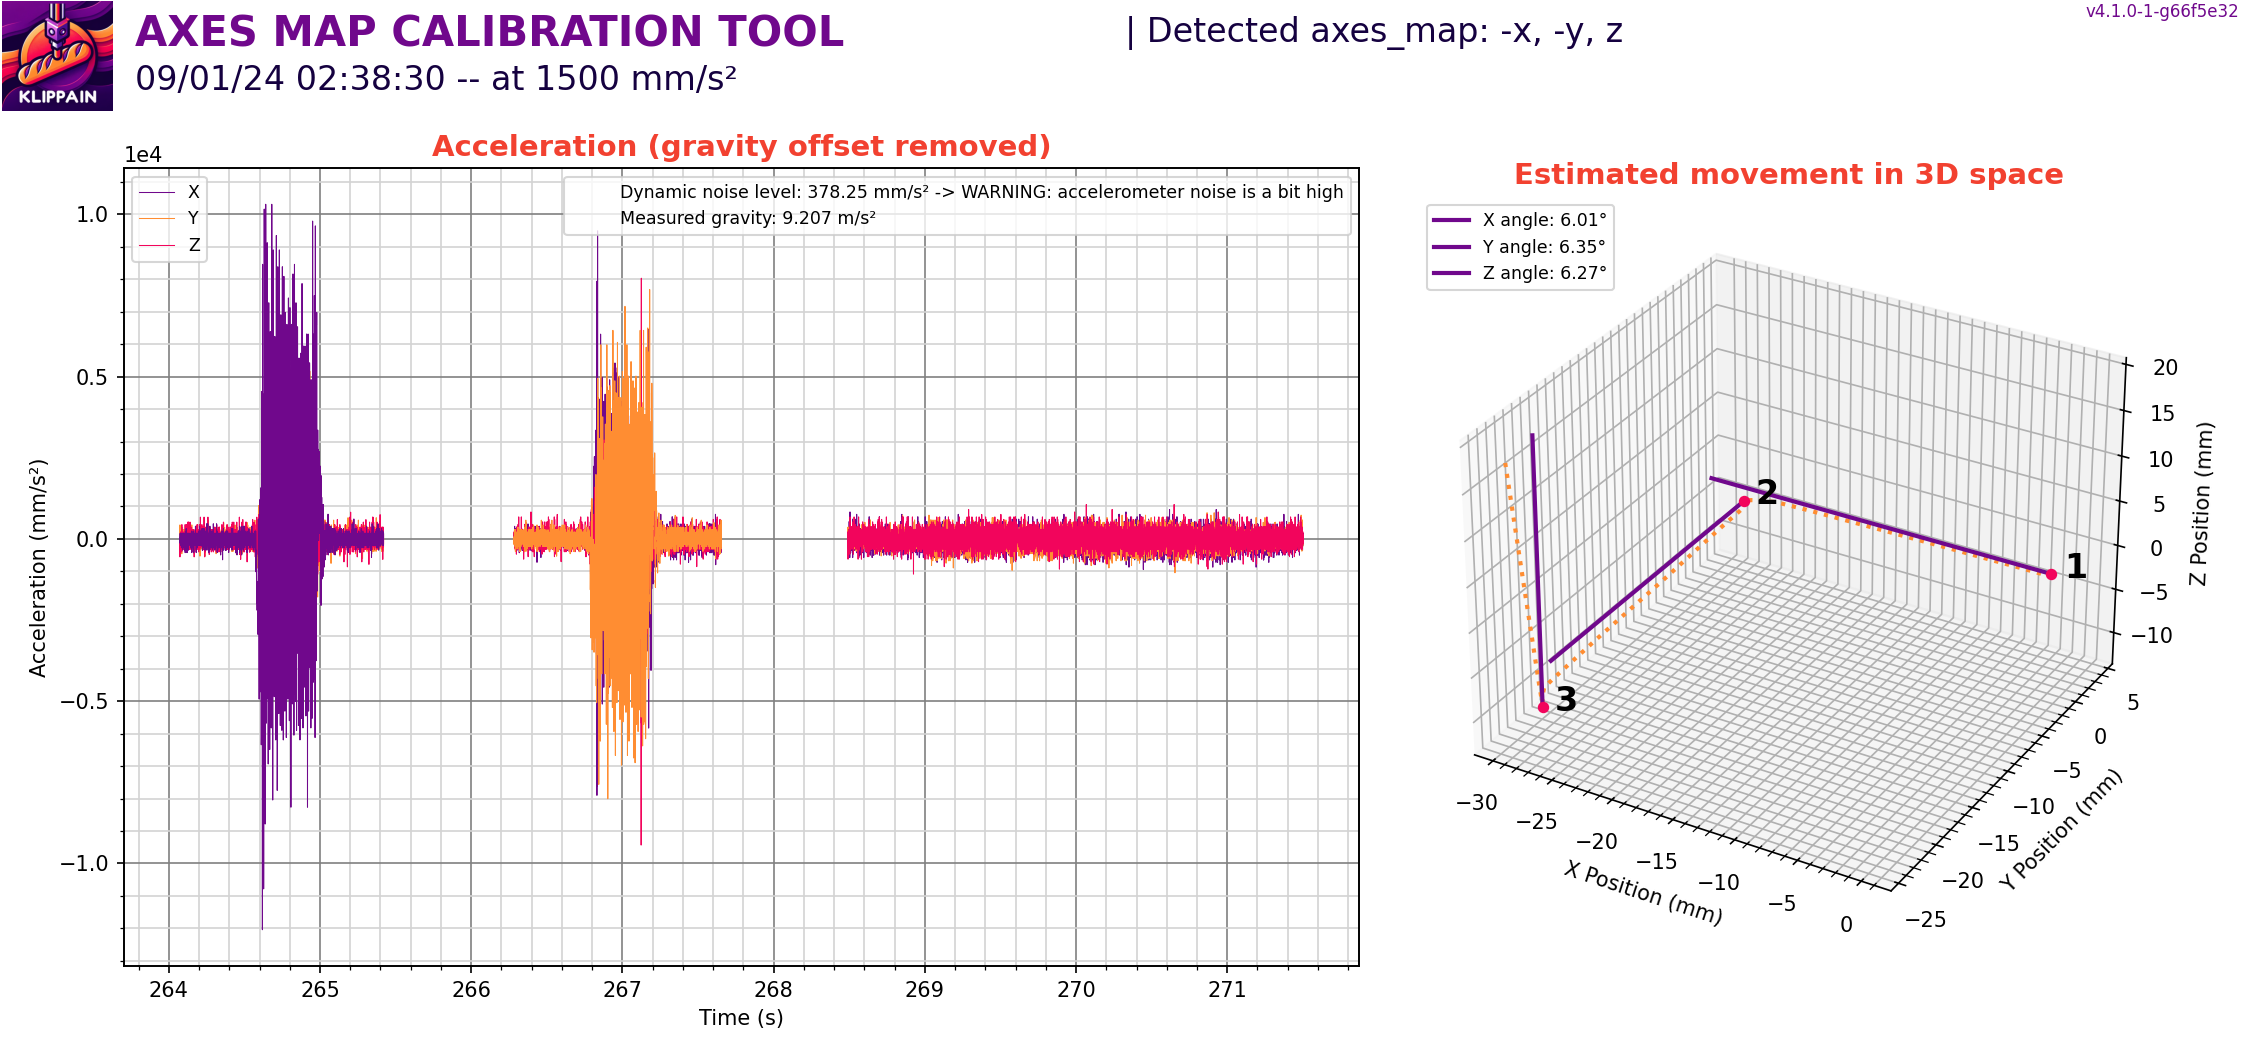 KLIPPAIN
AXES MAP CALIBRATION TOOL
09/01/24 02:38:30 -- at 1500 mm/s²
| Detected axes_map: -x, -y, z
v4.1.0-1-g66f5e32
Acceleration (gravity offset removed)
1e4
X
Y
Z
Dynamic noise level: 378.25 mm/s² -> WARNING: accelerometer noise is a bit high
Measured gravity: 9.207 m/s²
1.0
0.5
0.0
−0.5
−1.0
Acceleration (mm/s²)
264 265 266 267 268 269 270 271
Time (s)
Estimated movement in 3D space
X angle: 6.01°
Y angle: 6.35°
Z angle: 6.27°
1
2
3
20
15
10
5
0
−5
−10
Z Position (mm)
5
0
−5
−10
−15
−20
−25
Y Position (mm)
−30
−25
−20
−15
−10
−5
0
X Position (mm)